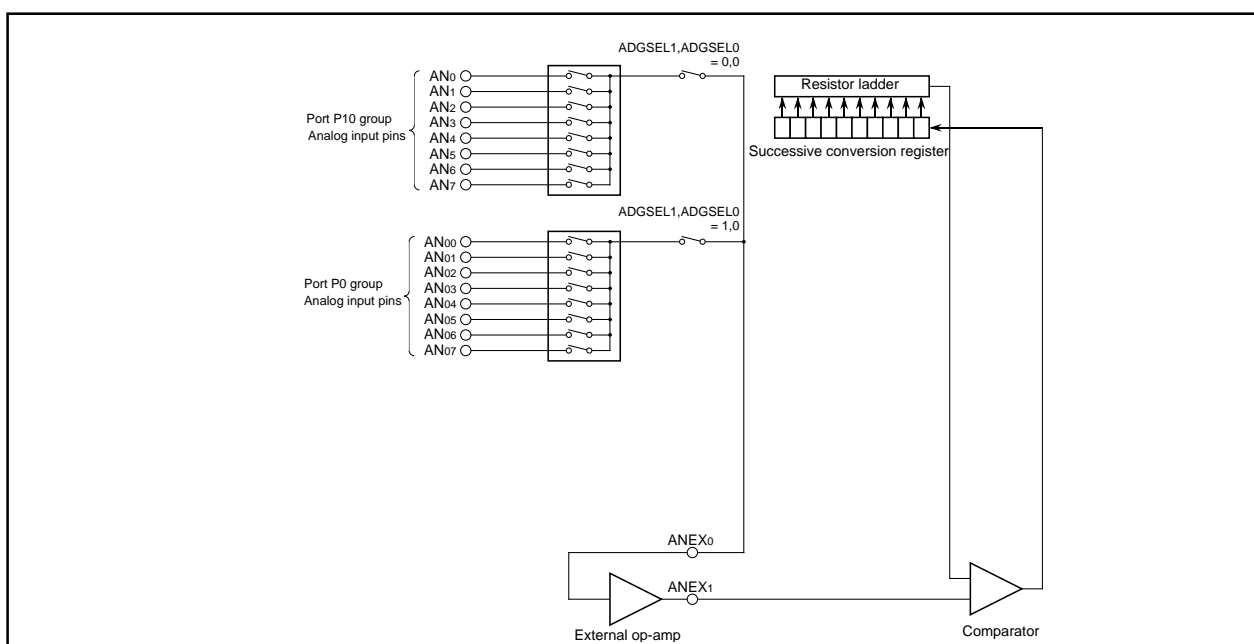 ADGSEL1,ADGSEL0
= 0,0
Port P10 group
Analog input pins
AN0
AN1
AN2
AN3
AN4
AN5
AN6
AN7
Resistor ladder
Successive conversion register
ADGSEL1,ADGSEL0
= 1,0
Port P0 group
Analog input pins
AN00
AN01
AN02
AN03
AN04
AN05
AN06
AN07
ANEX0
ANEX1
External op-amp
Comparator